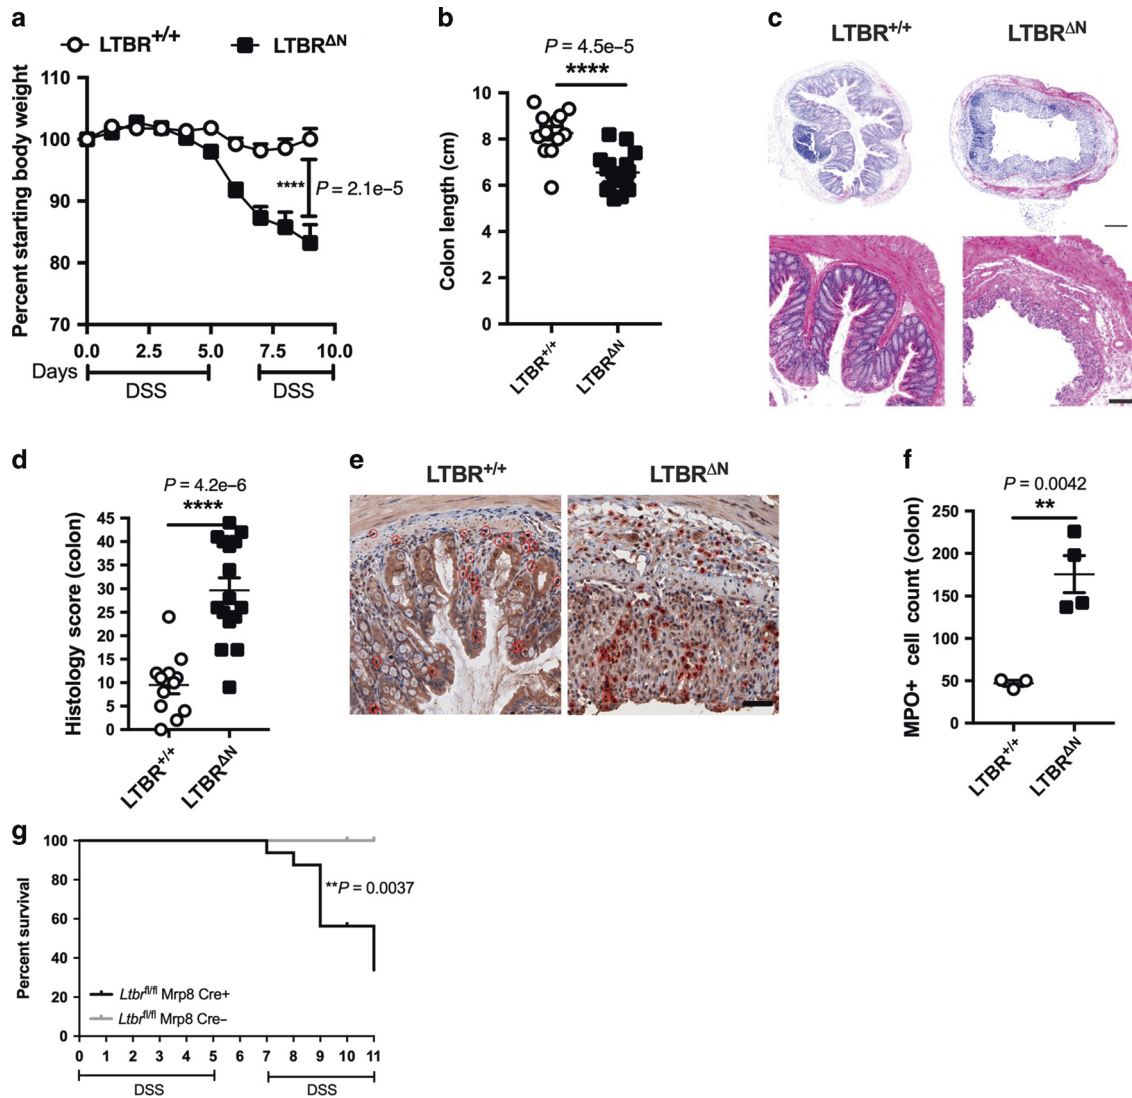 a
LTBR+/+ LTBRΔN
Percent starting body weight
110
100
90
80
70
**** P = 2.1e–5
0.0 2.5 5.0 7.5 10.0
Days
DSS DSS
b
P = 4.5e–5
****
Colon length (cm)
10
8
6
4
2
0
LTBR+/+ LTBRΔN
c
LTBR+/+ LTBRΔN
d
P = 4.2e–6
****
Histology score (colon)
45
40
35
30
25
20
15
10
5
0
LTBR+/+ LTBRΔN
e
LTBR+/+ LTBRΔN
f
P = 0.0042
**
MPO+ cell count (colon)
250
200
150
100
50
0
LTBR+/+ LTBRΔN
g
Percent survival
100
80
60
40
20
0
**P = 0.0037
Ltbrfl/fl Mrp8 Cre+
Ltbrfl/fl Mrp8 Cre–
0 1 2 3 4 5 6 7 8 9 10 11
DSS DSS